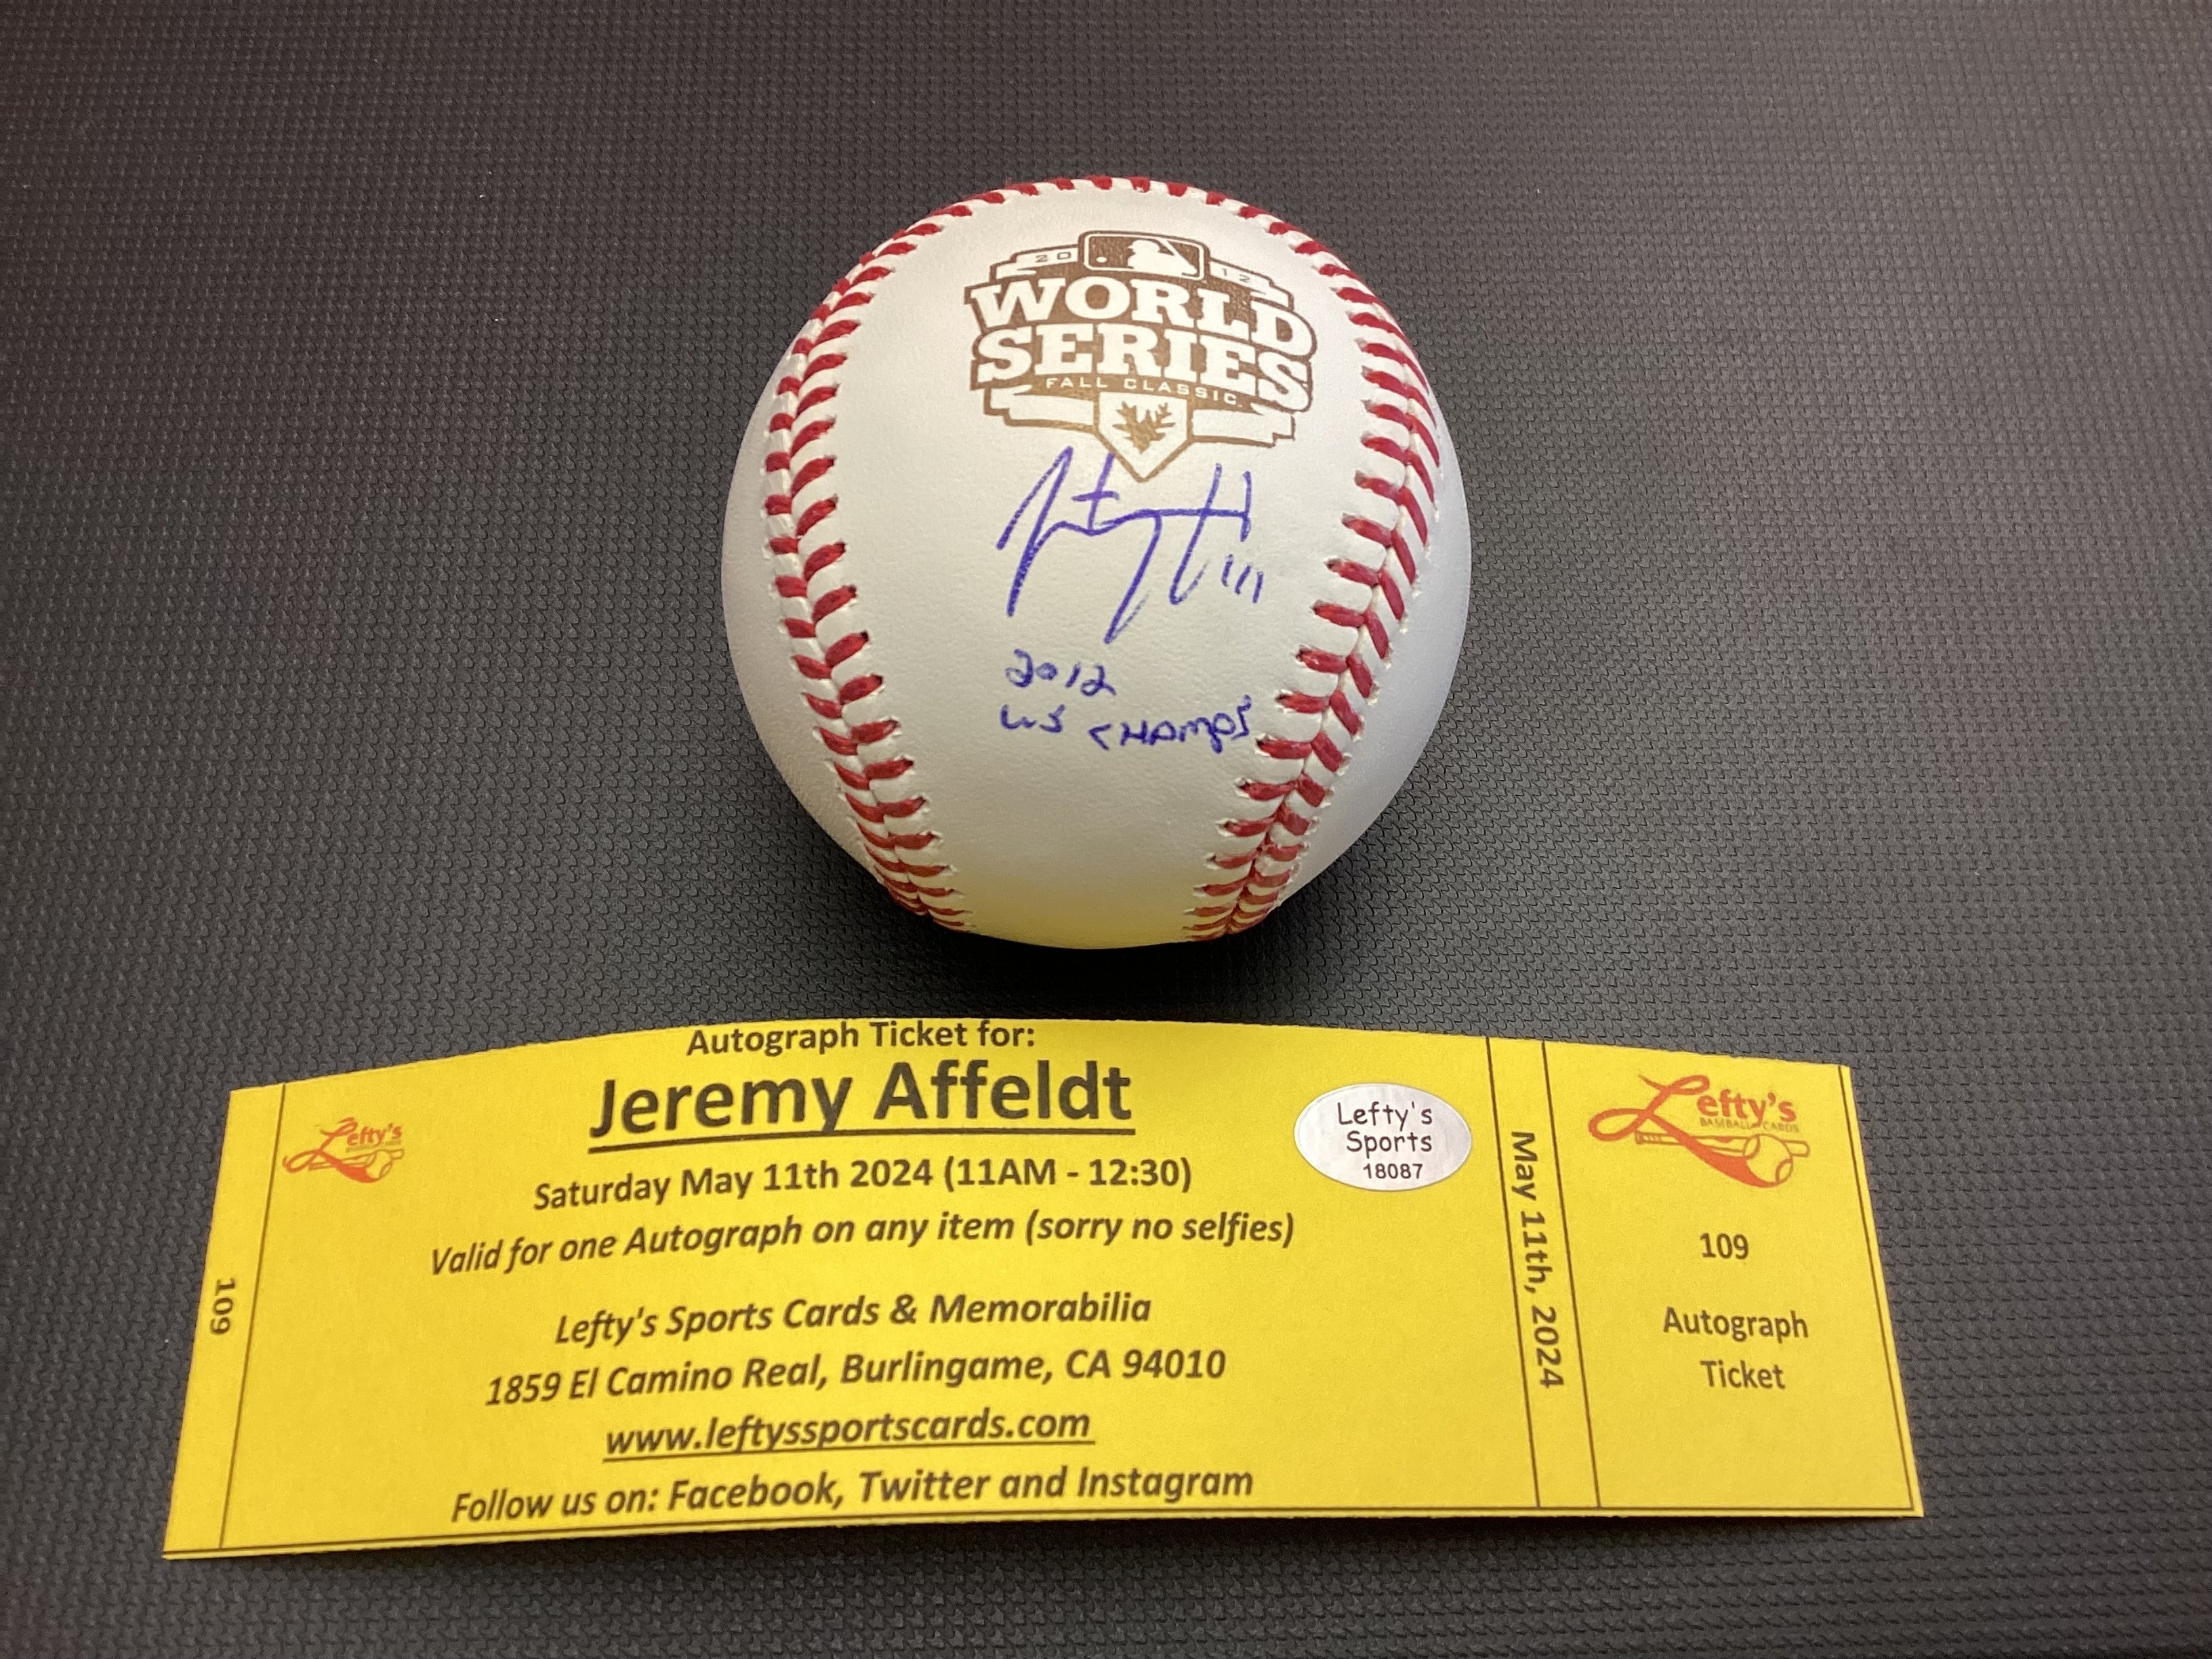 20 12
WORLD
SERIES
FALL CLASSIC
2012
WS CHAMPS
Autograph Ticket for:
Jeremy Affeldt
Saturday May 11th 2024 (11AM - 12:30)
Valid for one Autograph on any item (sorry no selfies)
Lefty's Sports Cards & Memorabilia
1859 El Camino Real, Burlingame, CA 94010
www.leftyssportscards.com
Follow us on: Facebook, Twitter and Instagram
109
Lefty's
Lefty's
Sports
18087
May 11th, 2024
Lefty's
BASEBALL CARDS
109
Autograph
Ticket